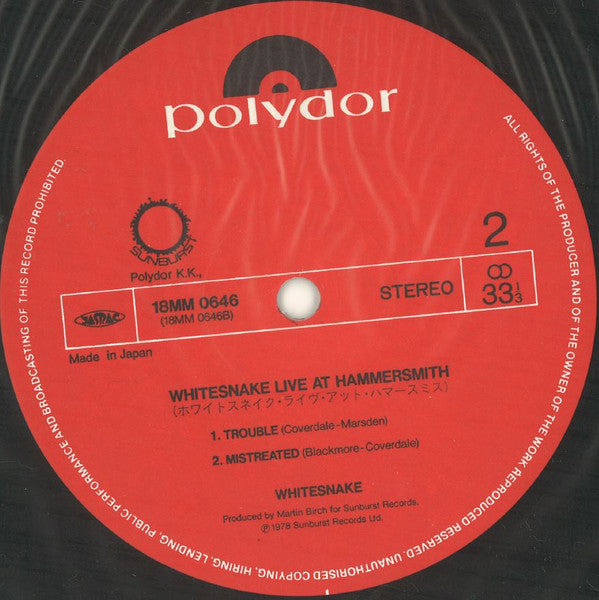 polydor
SUNBURST
Polydor K.K.,
2
JASRAC
18MM 0646
(18MM 0646B)
STEREO
33 1/3
Made in Japan
WHITESNAKE LIVE AT HAMMERSMITH
(ホワイトスネイク・ライヴ・アット・ハマースミス)
1. TROUBLE (Coverdale-Marsden)
2. MISTREATED (Blackmore-Coverdale)
WHITESNAKE
Produced by Martin Birch for Sunburst Records.
℗ 1978 Sunburst Records Ltd.
ALL RIGHTS OF THE PRODUCER AND OF THE OWNER OF THE WORK REPRODUCED RESERVED. UNAUTHORISED COPYING, HIRING, LENDING, PUBLIC PERFORMANCE AND BROADCASTING OF THIS RECORD PROHIBITED.